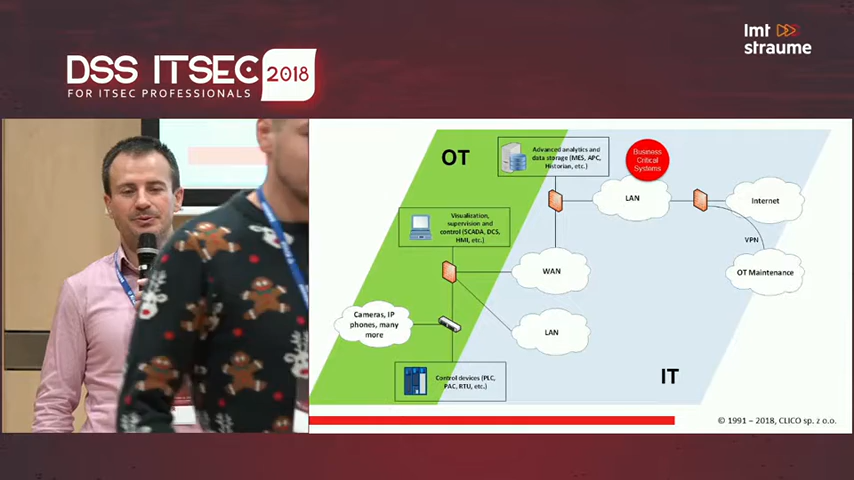 lmt
straume
DSS ITSEC 2018
FOR ITSEC PROFESSIONALS
OT
Advanced analytics and
data storage (MES, APC,
Historian, etc.)
Business
Critical
Systems
LAN
Internet
Visualization,
supervision and
control (SCADA, DCS,
HMI, etc.)
VPN
WAN
OT Maintenance
Cameras, IP
phones, many
more
LAN
Control devices (PLC,
PAC, RTU, etc.)
IT
© 1991 – 2018, CLICO sp. z o.o.